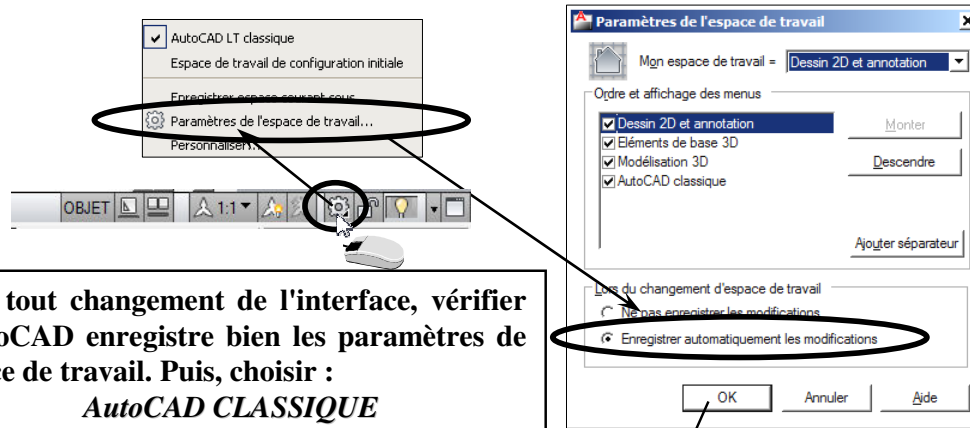 AutoCAD LT classique
Espace de travail de configuration initiale
Enregistrer espace courant sous
Paramètres de l'espace de travail...
Personnaliser...
OBJET 1:1
tout changement de l'interface, vérifier
oCAD enregistre bien les paramètres de
ce de travail. Puis, choisir :
AutoCAD CLASSIQUE
Paramètres de l'espace de travail
Mon espace de travail = Dessin 2D et annotation
Ordre et affichage des menus
Dessin 2D et annotation
Eléments de base 3D
Modélisation 3D
AutoCAD classique
Monter
Descendre
Ajouter séparateur
Lors du changement d'espace de travail
Ne pas enregistrer les modifications
Enregistrer automatiquement les modifications
OK Annuler Aide